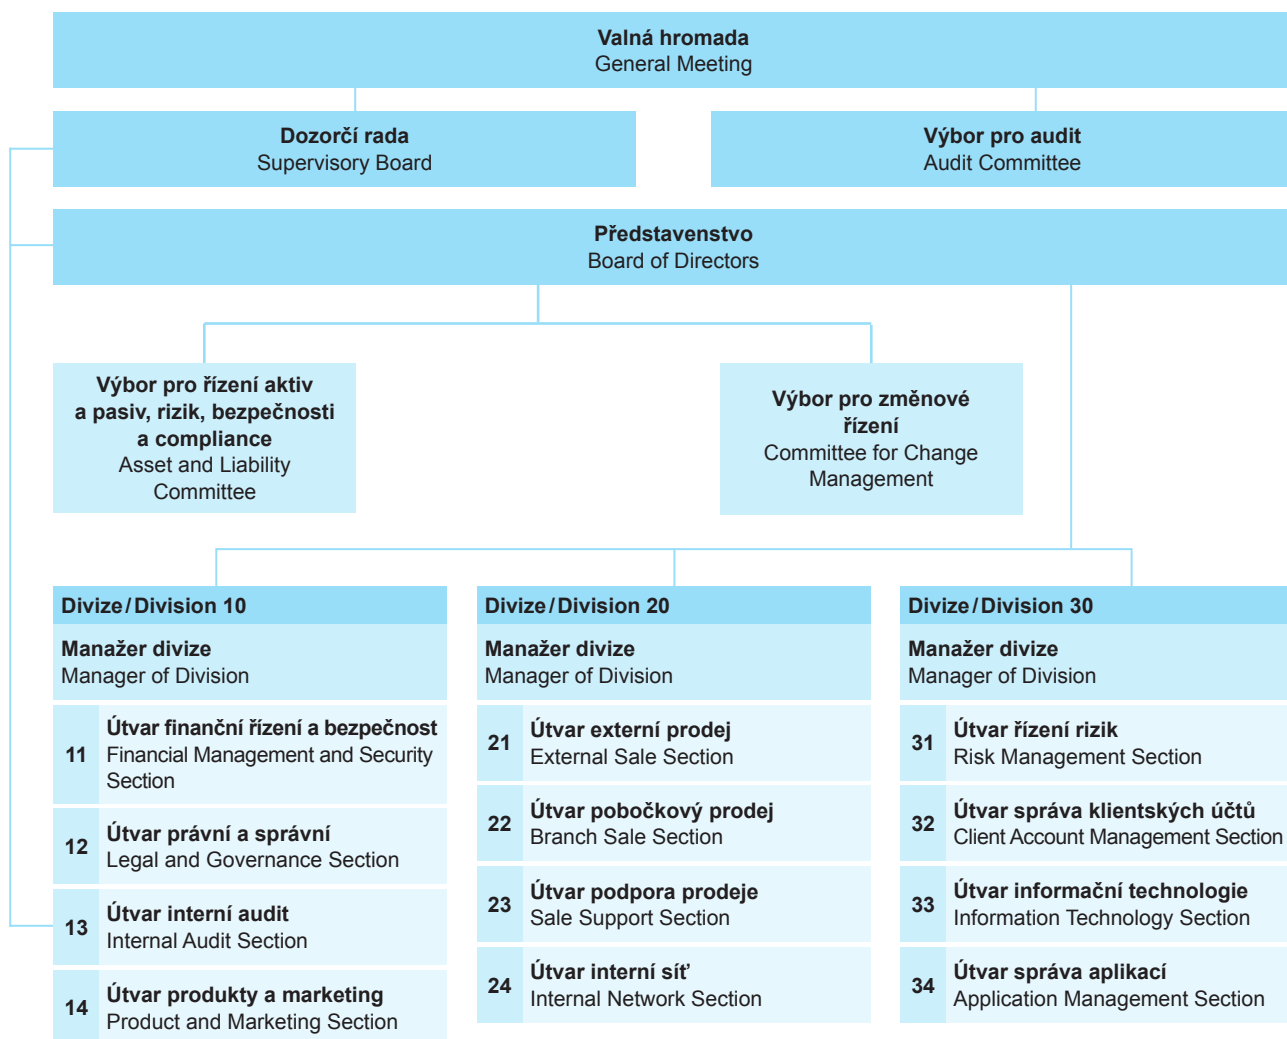 Valná hromada
General Meeting
Dozorčí rada
Supervisory Board
Výbor pro audit
Audit Committee
Představenstvo
Board of Directors
Výbor pro řízení aktiv
a pasiv, rizik, bezpečnosti
a compliance
Asset and Liability
Committee
Výbor pro změnové
řízení
Committee for Change
Management
Divize/Division 10
Manažer divize
Manager of Division
11
Útvar finanční řízení a bezpečnost
Financial Management and Security
Section
12
Útvar právní a správní
Legal and Governance Section
13
Útvar interní audit
Internal Audit Section
14
Útvar produkty a marketing
Product and Marketing Section
Divize/Division 20
Manažer divize
Manager of Division
21
Útvar externí prodej
External Sale Section
22
Útvar pobočkový prodej
Branch Sale Section
23
Útvar podpora prodeje
Sale Support Section
24
Útvar interní síť
Internal Network Section
Divize/Division 30
Manažer divize
Manager of Division
31
Útvar řízení rizik
Risk Management Section
32
Útvar správa klientských účtů
Client Account Management Section
33
Útvar informační technologie
Information Technology Section
34
Útvar správa aplikací
Application Management Section